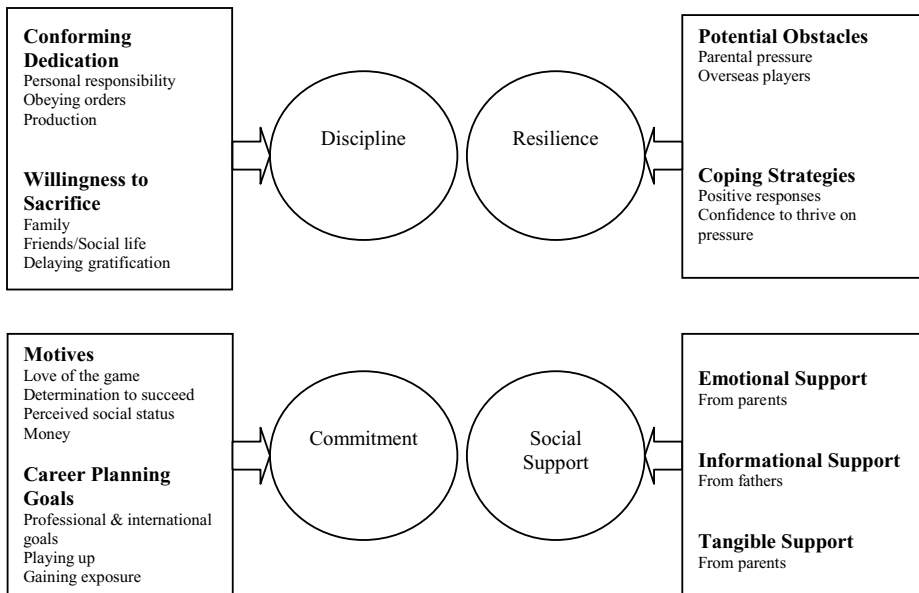 Conforming
Dedication
Personal responsibility
Obeying orders
Production
Willingness to
Sacrifice
Family
Friends/Social life
Delaying gratification
Discipline
Resilience
Potential Obstacles
Parental pressure
Overseas players
Coping Strategies
Positive responses
Confidence to thrive on
pressure
Motives
Love of the game
Determination to succeed
Perceived social status
Money
Career Planning
Goals
Professional & international
goals
Playing up
Gaining exposure
Commitment
Social
Support
Emotional Support
From parents
Informational Support
From fathers
Tangible Support
From parents